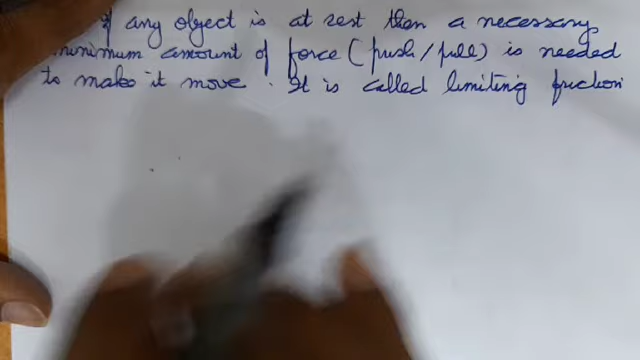 If any object is at rest then a necessary
minimum amount of force (push/pull) is needed
to make it move. It is called limiting friction